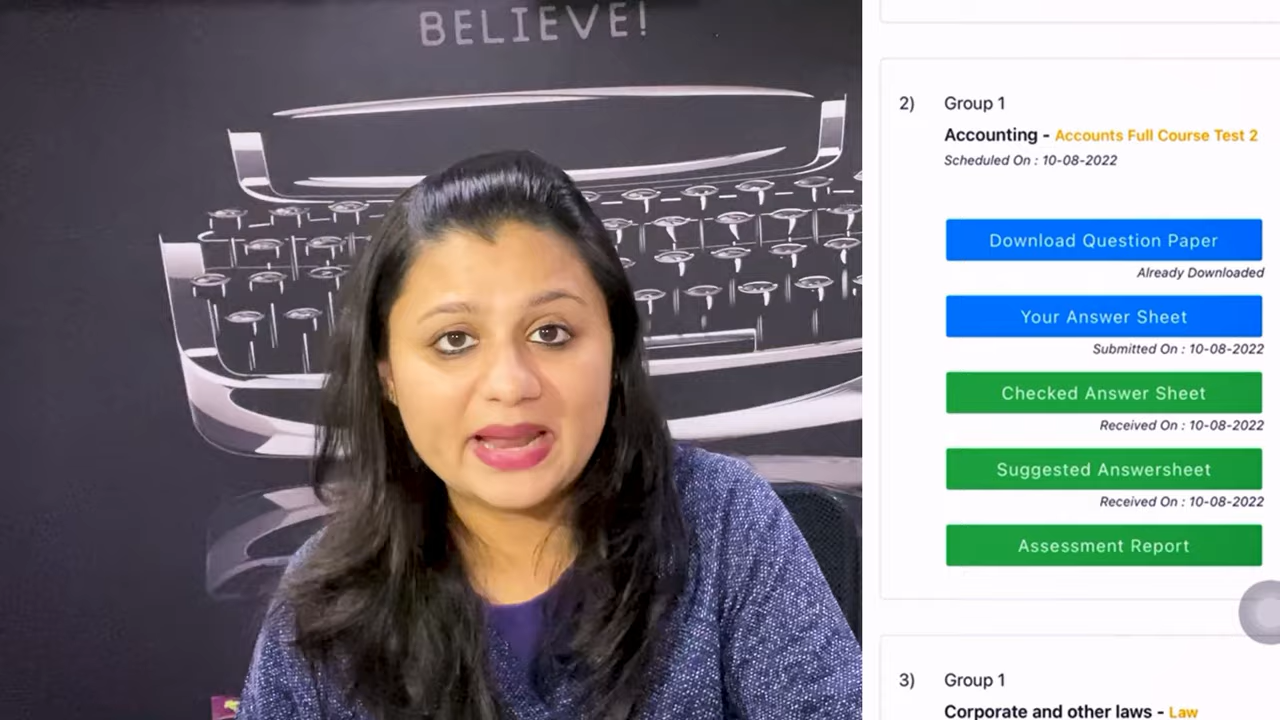 BELIEVE!
2) Group 1
Accounting - Accounts Full Course Test 2
Scheduled On : 10-08-2022
Download Question Paper
Already Downloaded
Your Answer Sheet
Submitted On : 10-08-2022
Checked Answer Sheet
Received On : 10-08-2022
Suggested Answersheet
Received On : 10-08-2022
Assessment Report
3) Group 1
Corporate and other laws - Law